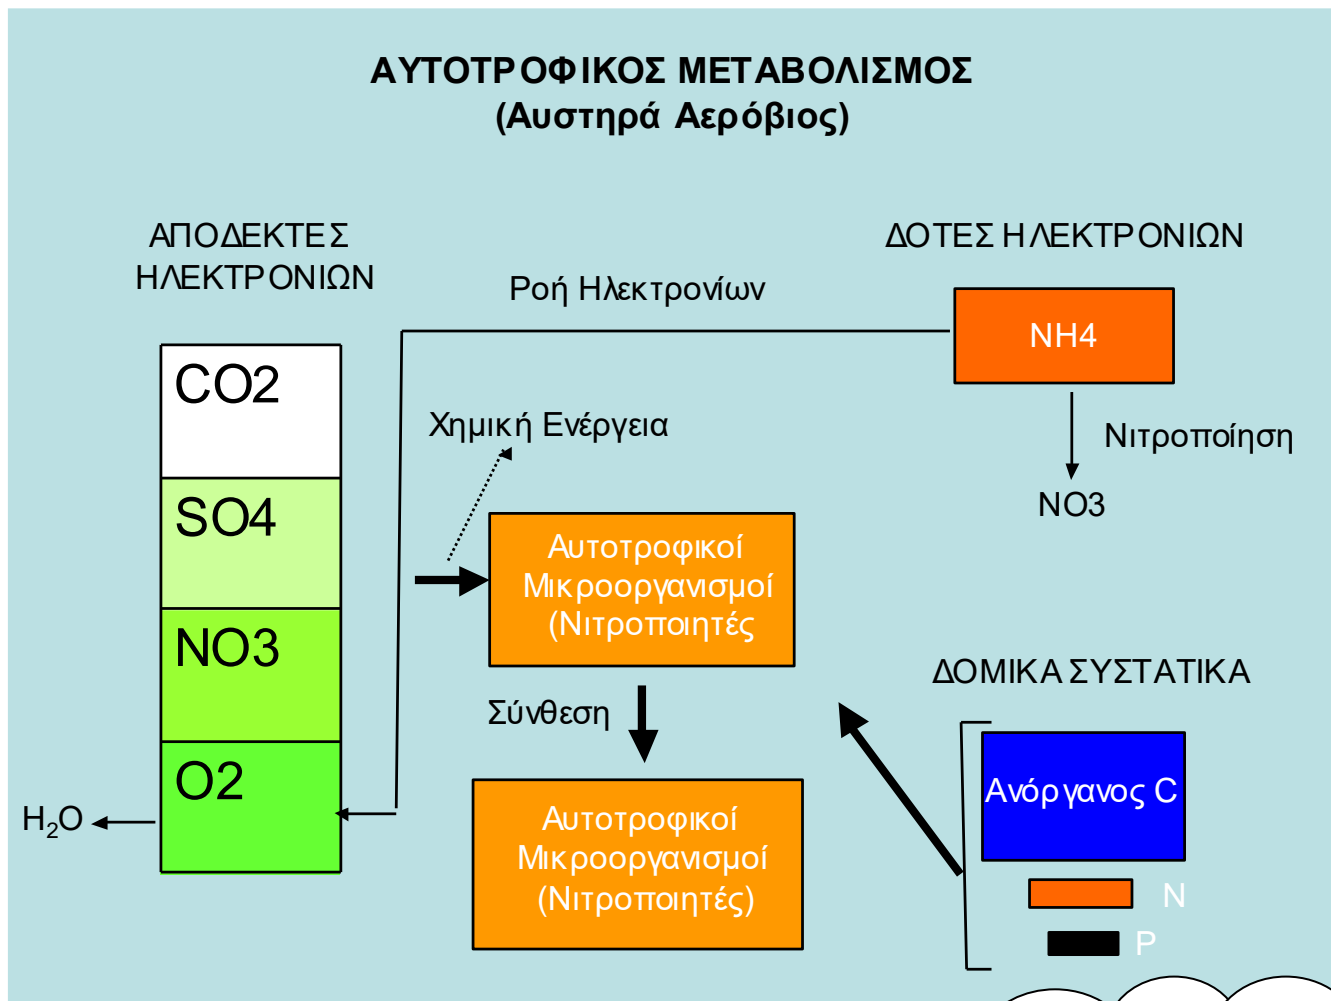 ΑΥΤΟΤΡΟΦΙΚΟΣ ΜΕΤΑΒΟΛΙΣΜΟΣ
(Αυστηρά Αερόβιος)
ΑΠΟΔΕΚΤΕΣ
ΗΛΕΚΤΡΟΝΙΩΝ
ΔΟΤΕΣ ΗΛΕΚΤΡΟΝΙΩΝ
Ροή Ηλεκτρονίων
NH4
CO2
Χημική Ενέργεια
Νιτροποίηση
NO3
SO4
Αυτοτροφικοί
Μικροοργανισμοί
(Νιτροποιητές
NO3
ΔΟΜΙΚΑ ΣΥΣΤΑΤΙΚΑ
Σύνθεση
O2
H₂O
Ανόργανος C
Αυτοτροφικοί
Μικροοργανισμοί
(Νιτροποιητές)
N
P